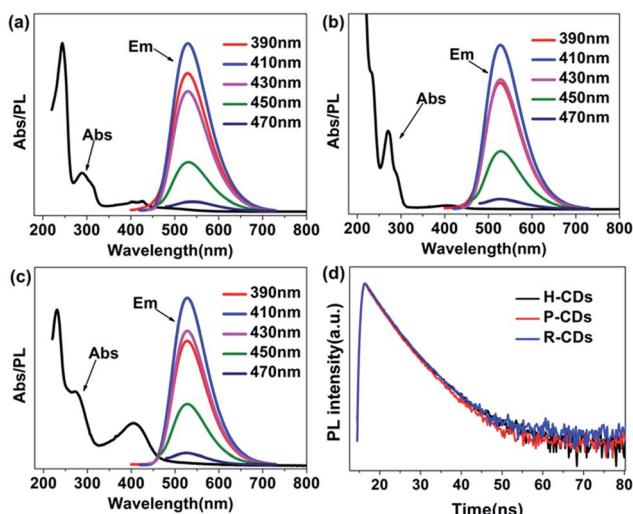 (a)
Em
Abs
390nm
410nm
430nm
450nm
470nm
Abs/PL
200 300 400 500 600 700 800
Wavelength(nm)
(b)
Em
Abs
390nm
410nm
430nm
450nm
470nm
Abs/PL
200 300 400 500 600 700 800
Wavelength(nm)
(c)
Em
Abs
390nm
410nm
430nm
450nm
470nm
Abs/PL
200 300 400 500 600 700 800
Wavelength(nm)
(d)
H-CDs
P-CDs
R-CDs
PL intensity(a.u.)
20 30 40 50 60 70 80
Time(ns)